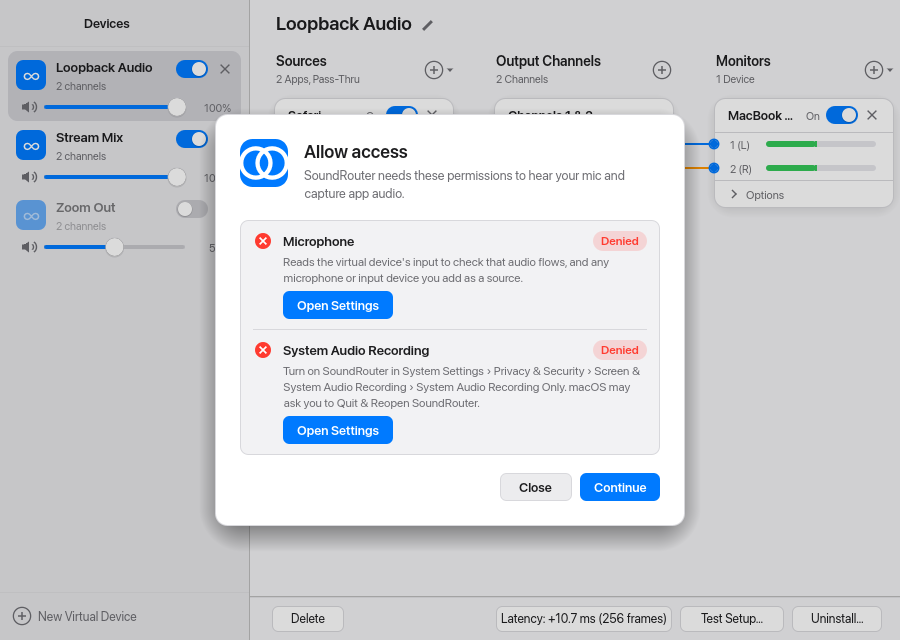 Devices
Loopback Audio
2 channels
100%
Stream Mix
2 channels
10
Zoom Out
2 channels
5
New Virtual Device
Loopback Audio
Sources
2 Apps, Pass-Thru
Output Channels
2 Channels
Monitors
1 Device
Safari
Channels 1 & 2
MacBook ...
On
1 (L)
2 (R)
Options
Allow access
SoundRouter needs these permissions to hear your mic and
capture app audio.
Microphone
Denied
Reads the virtual device's input to check that audio flows, and any
microphone or input device you add as a source.
Open Settings
System Audio Recording
Denied
Turn on SoundRouter in System Settings › Privacy & Security › Screen &
System Audio Recording › System Audio Recording Only. macOS may
ask you to Quit & Reopen SoundRouter.
Open Settings
Close
Continue
Delete
Latency: +10.7 ms (256 frames)
Test Setup...
Uninstall...